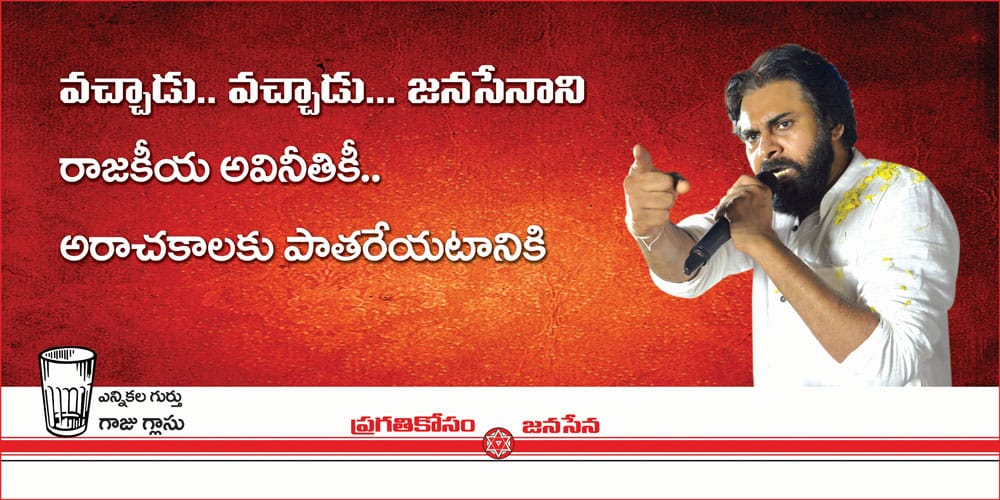 వచ్చాడు.. వచ్చాడు... జనసేనాని
రాజకీయ అవినీతికీ..
అరాచకాలకు పాతరేయటానికి
ఎన్నికల గుర్తు
గాజు గ్లాసు
ప్రగతికోసం జనసేన